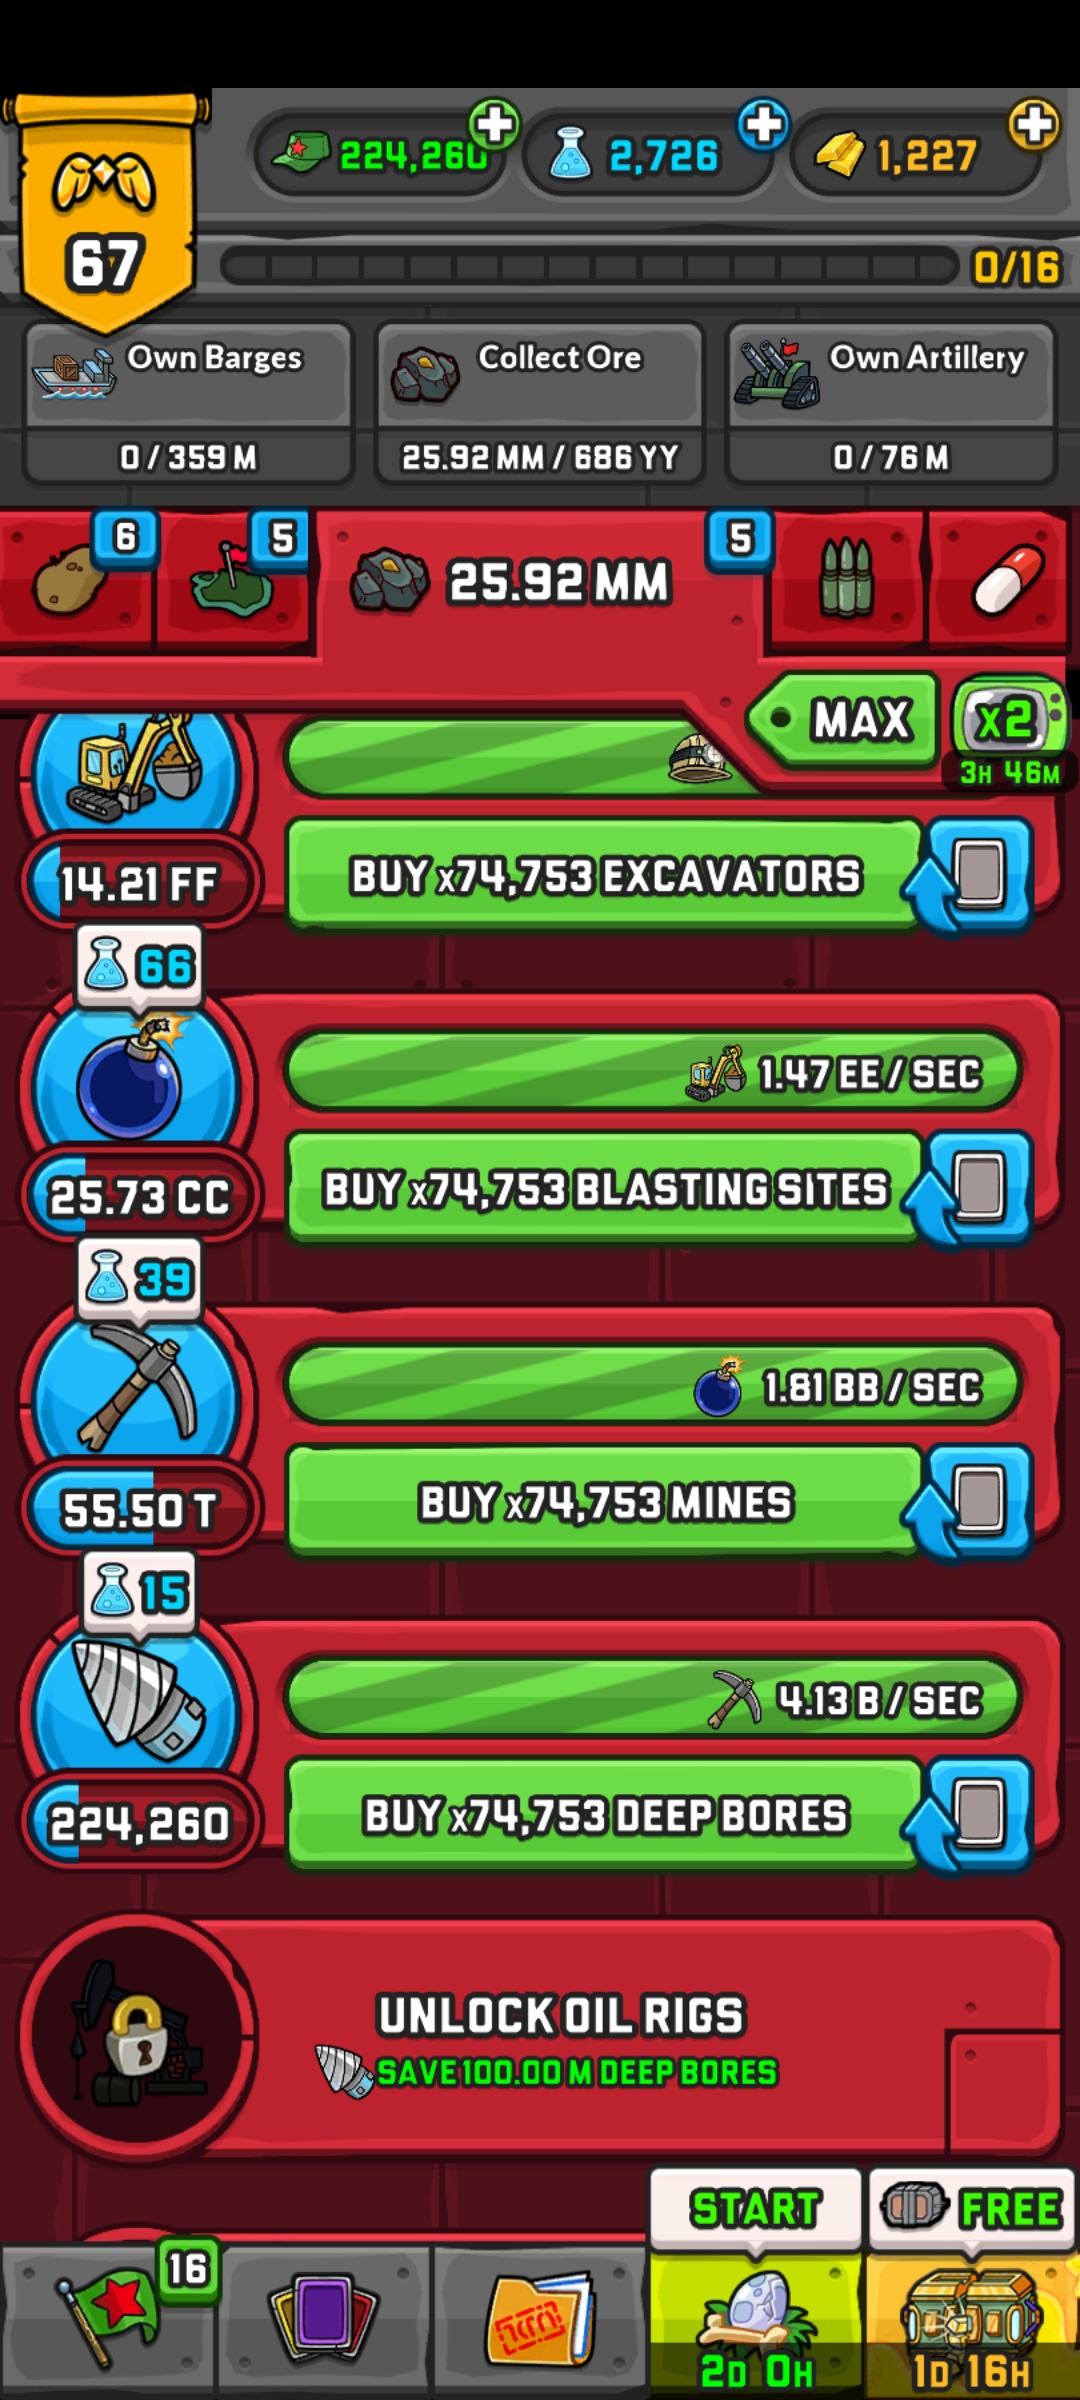 224,260
2,726
1,227
67
0/16
Own Barges
Collect Ore
Own Artillery
0 / 359 M
25.92 MM / 686 YY
0 / 76 M
6
5
25.92 MM
5
MAX
X2
3H 46M
14.21 FF
BUY x74,753 EXCAVATORS
66
1.47 EE / SEC
25.73 CC
BUY x74,753 BLASTING SITES
39
1.81 BB / SEC
55.50 T
BUY x74,753 MINES
15
4.13 B / SEC
224,260
BUY x74,753 DEEP BORES
UNLOCK OIL RIGS
SAVE 100.00 M DEEP BORES
START
FREE
16
2D 0H
1D 16H